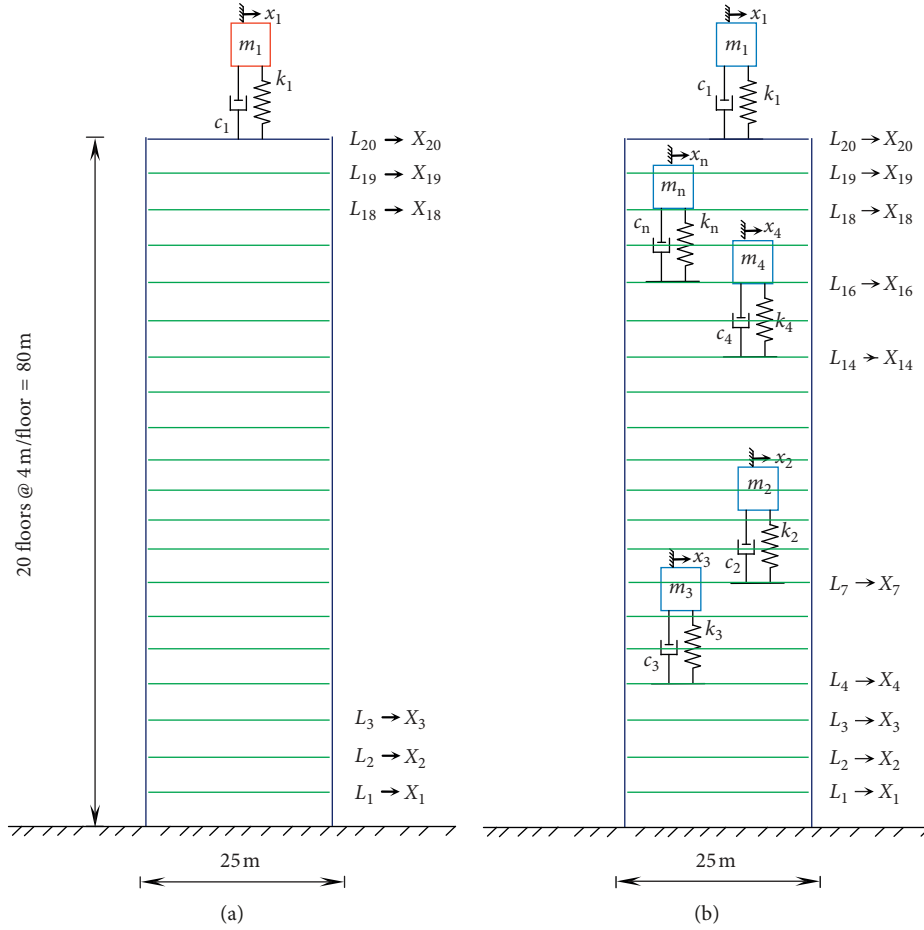 x₁
m₁
k₁
c₁
L₂₀ → X₂₀
L₁₉ → X₁₉
L₁₈ → X₁₈
20 floors @ 4 m/floor = 80 m
L₃ → X₃
L₂ → X₂
L₁ → X₁
25 m
(a)
x₁
m₁
c₁
k₁
L₂₀ → X₂₀
xₙ
L₁₉ → X₁₉
mₙ
L₁₈ → X₁₈
cₙ
kₙ
x₄
m₄
L₁₆ → X₁₆
c₄
k₄
L₁₄ → X₁₄
x₂
m₂
k₂
c₂
x₃
m₃
L₇ → X₇
k₃
c₃
L₄ → X₄
L₃ → X₃
L₂ → X₂
L₁ → X₁
25 m
(b)